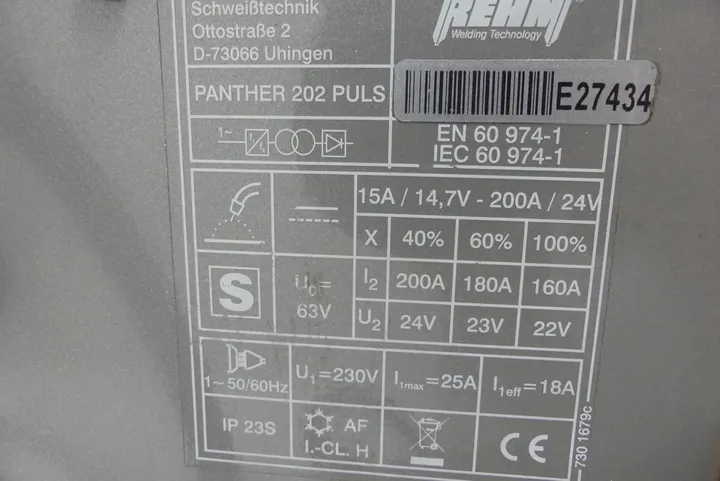 Schweißtechnik
Ottostraße 2
D-73066 Uhingen
REHM
Welding Technology
PANTHER 202 PULS
E27434
1~
EN 60 974-1
IEC 60 974-1
15A / 14,7V - 200A / 24V
X 40% 60% 100%
S
U0=
63V
I2 200A 180A 160A
U2 24V 23V 22V
1~ 50/60Hz
U1=230V
I1max=25A
I1eff=18A
IP 23S
AF
I.-CL. H
CE
730 1679c